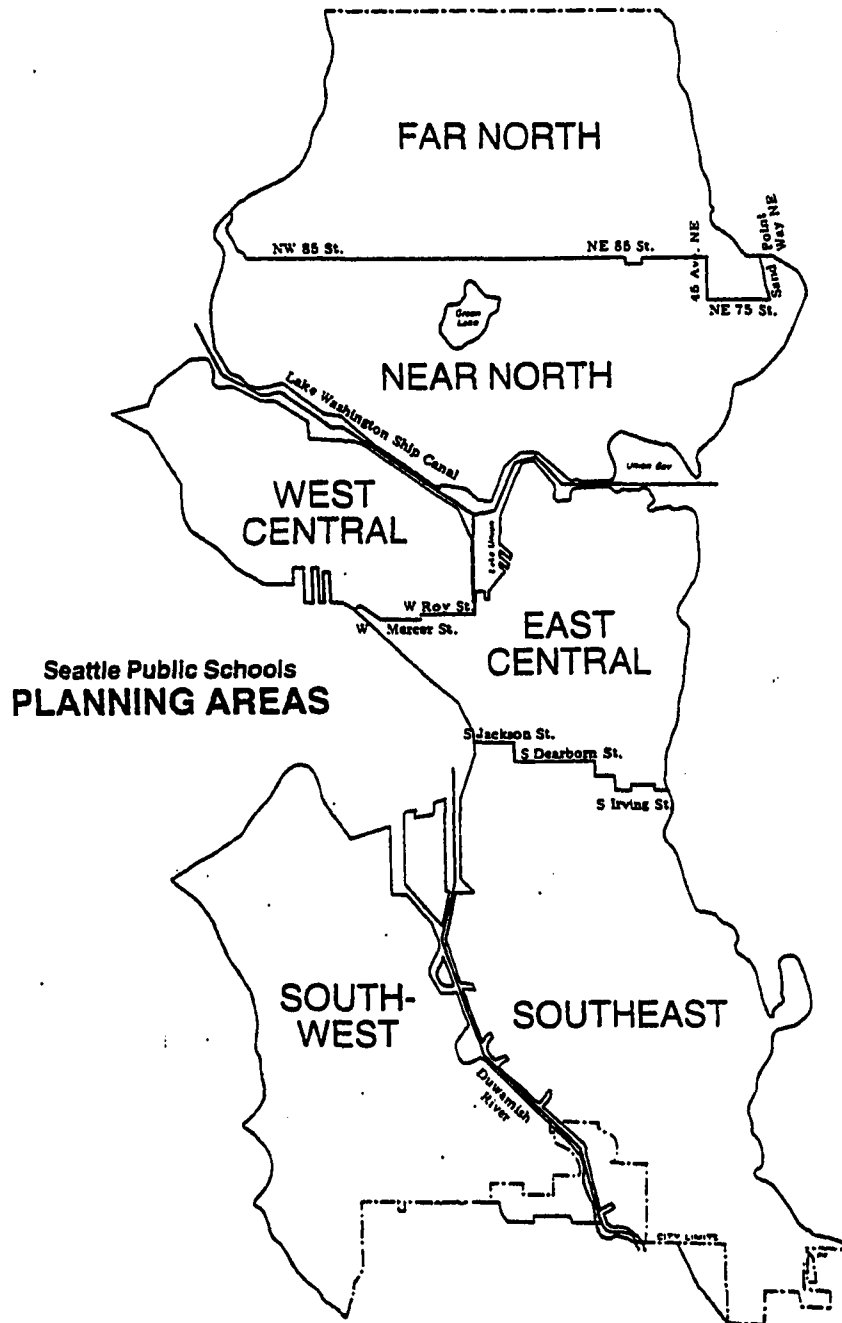 FAR NORTH
NW 85 St.
NE 85 St.
45 Ave. NE
Sand Point
Way NE
NE 75 St.
Green
Lake
NEAR NORTH
Lake Washington Ship Canal
Union Bay
WEST
CENTRAL
Lake Union
W Roy St.
W Mercer St.
EAST
CENTRAL
Seattle Public Schools
PLANNING AREAS
S Jackson St.
S Dearborn St.
S Irving St.
SOUTH-
WEST
SOUTHEAST
Duwamish
River
CITY LIMITS